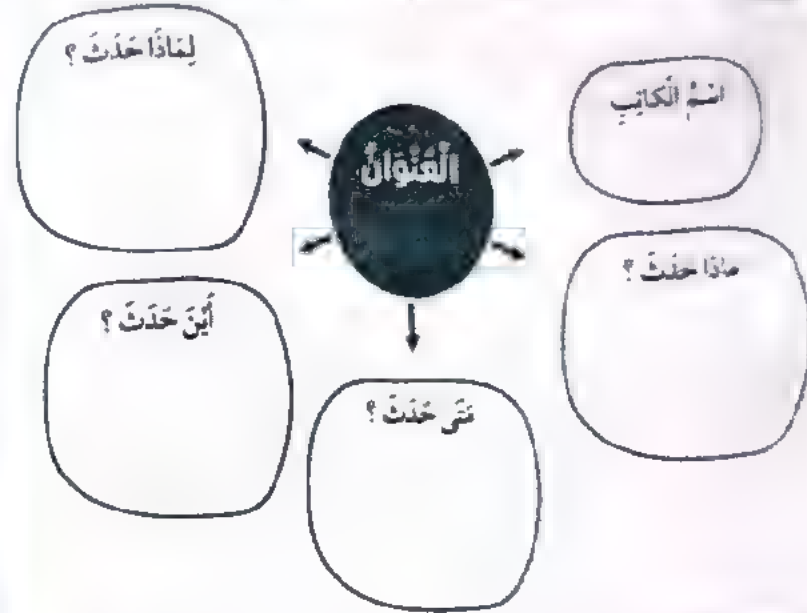 الْعُنْوَانُ
اسْمُ الْكَاتِبِ
مَاذَا حَدَثَ ؟
مَتَى حَدَثَ ؟
أَيْنَ حَدَثَ ؟
لِمَاذَا حَدَثَ ؟